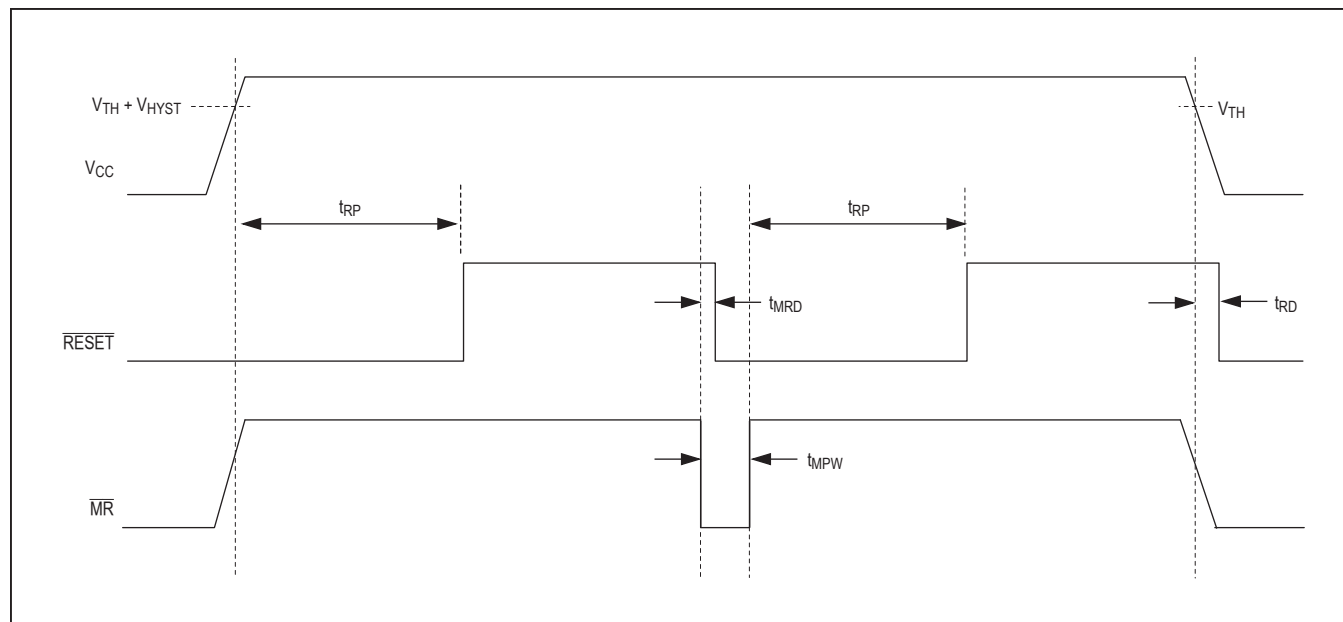 VTH + VHYST
VTH
VCC
tRP
tRP
tMRD
tRD
RESET
tMPW
MR